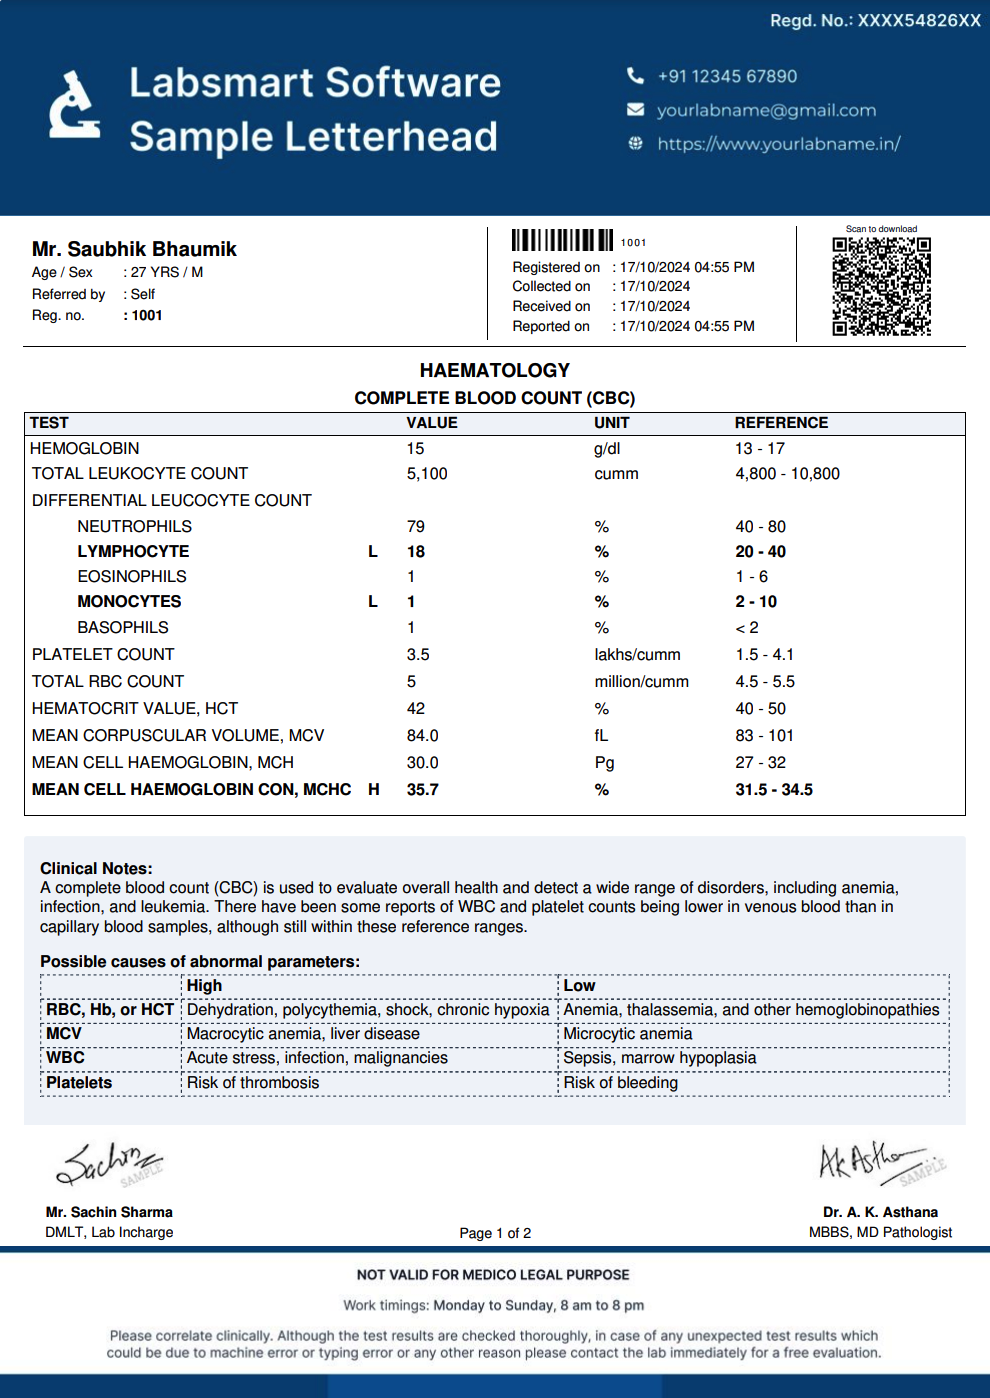 Regd. No.: XXXX54826XX
Labsmart Software
Sample Letterhead
+91 12345 67890
yourlabname@gmail.com
https://www.yourlabname.in/
Mr. Saubhik Bhaumik
Age / Sex : 27 YRS / M
Referred by : Self
Reg. no. : 1001
1001
Registered on : 17/10/2024 04:55 PM
Collected on : 17/10/2024
Received on : 17/10/2024
Reported on : 17/10/2024 04:55 PM
Scan to download
HAEMATOLOGY
COMPLETE BLOOD COUNT (CBC)
TEST VALUE UNIT REFERENCE
HEMOGLOBIN 15 g/dl 13 - 17
TOTAL LEUKOCYTE COUNT 5,100 cumm 4,800 - 10,800
DIFFERENTIAL LEUCOCYTE COUNT
NEUTROPHILS 79 % 40 - 80
LYMPHOCYTE L 18 % 20 - 40
EOSINOPHILS 1 % 1 - 6
MONOCYTES L 1 % 2 - 10
BASOPHILS 1 % < 2
PLATELET COUNT 3.5 lakhs/cumm 1.5 - 4.1
TOTAL RBC COUNT 5 million/cumm 4.5 - 5.5
HEMATOCRIT VALUE, HCT 42 % 40 - 50
MEAN CORPUSCULAR VOLUME, MCV 84.0 fL 83 - 101
MEAN CELL HAEMOGLOBIN, MCH 30.0 Pg 27 - 32
MEAN CELL HAEMOGLOBIN CON, MCHC H 35.7 % 31.5 - 34.5
Clinical Notes:
A complete blood count (CBC) is used to evaluate overall health and detect a wide range of disorders, including anemia,
infection, and leukemia. There have been some reports of WBC and platelet counts being lower in venous blood than in
capillary blood samples, although still within these reference ranges.
Possible causes of abnormal parameters:
High Low
RBC, Hb, or HCT Dehydration, polycythemia, shock, chronic hypoxia Anemia, thalassemia, and other hemoglobinopathies
MCV Macrocytic anemia, liver disease Microcytic anemia
WBC Acute stress, infection, malignancies Sepsis, marrow hypoplasia
Platelets Risk of thrombosis Risk of bleeding
Sachin
SAMPLE
Ak Asthana
SAMPLE
Mr. Sachin Sharma
DMLT, Lab Incharge
Page 1 of 2
Dr. A. K. Asthana
MBBS, MD Pathologist
NOT VALID FOR MEDICO LEGAL PURPOSE
Work timings: Monday to Sunday, 8 am to 8 pm
Please correlate clinically. Although the test results are checked thoroughly, in case of any unexpected test results which
could be due to machine error or typing error or any other reason please contact the lab immediately for a free evaluation.